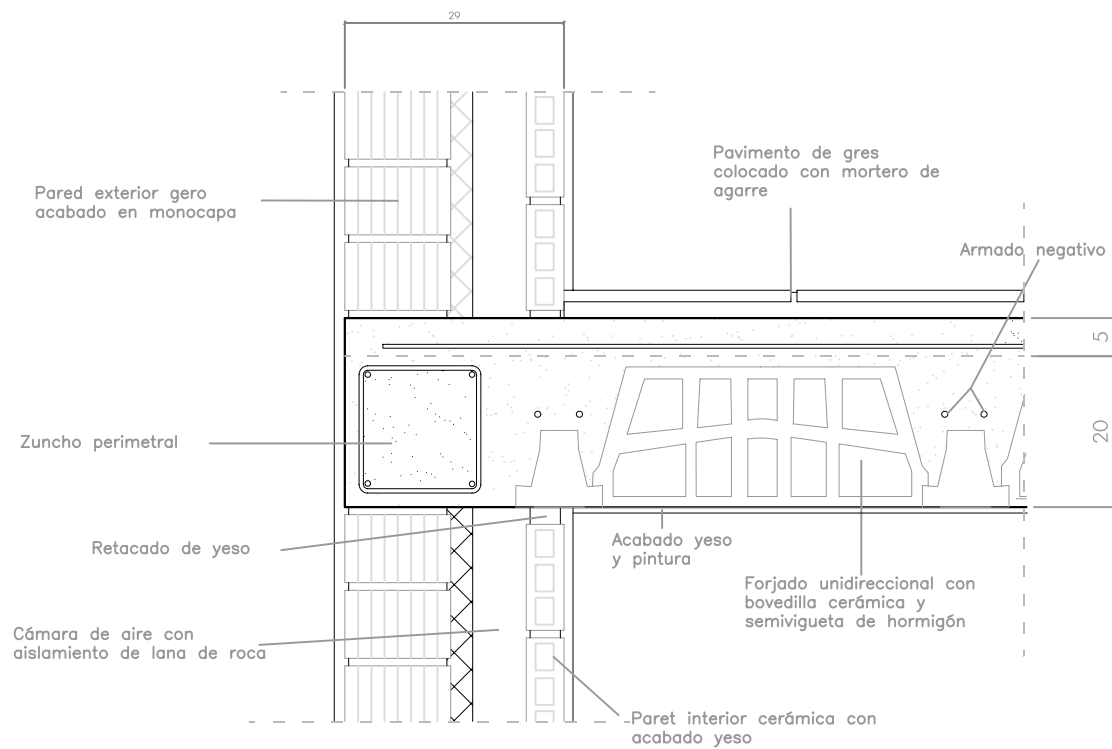 29
Pavimento de gres
colocado con mortero de
agarre
Pared exterior gero
acabado en monocapa
Armado negativo
5
20
Zuncho perimetral
Retacado de yeso
Acabado yeso
y pintura
Forjado unidireccional con
bovedilla cerámica y
semivigueta de hormigón
Cámara de aire con
aislamiento de lana de roca
Paret interior cerámica con
acabado yeso